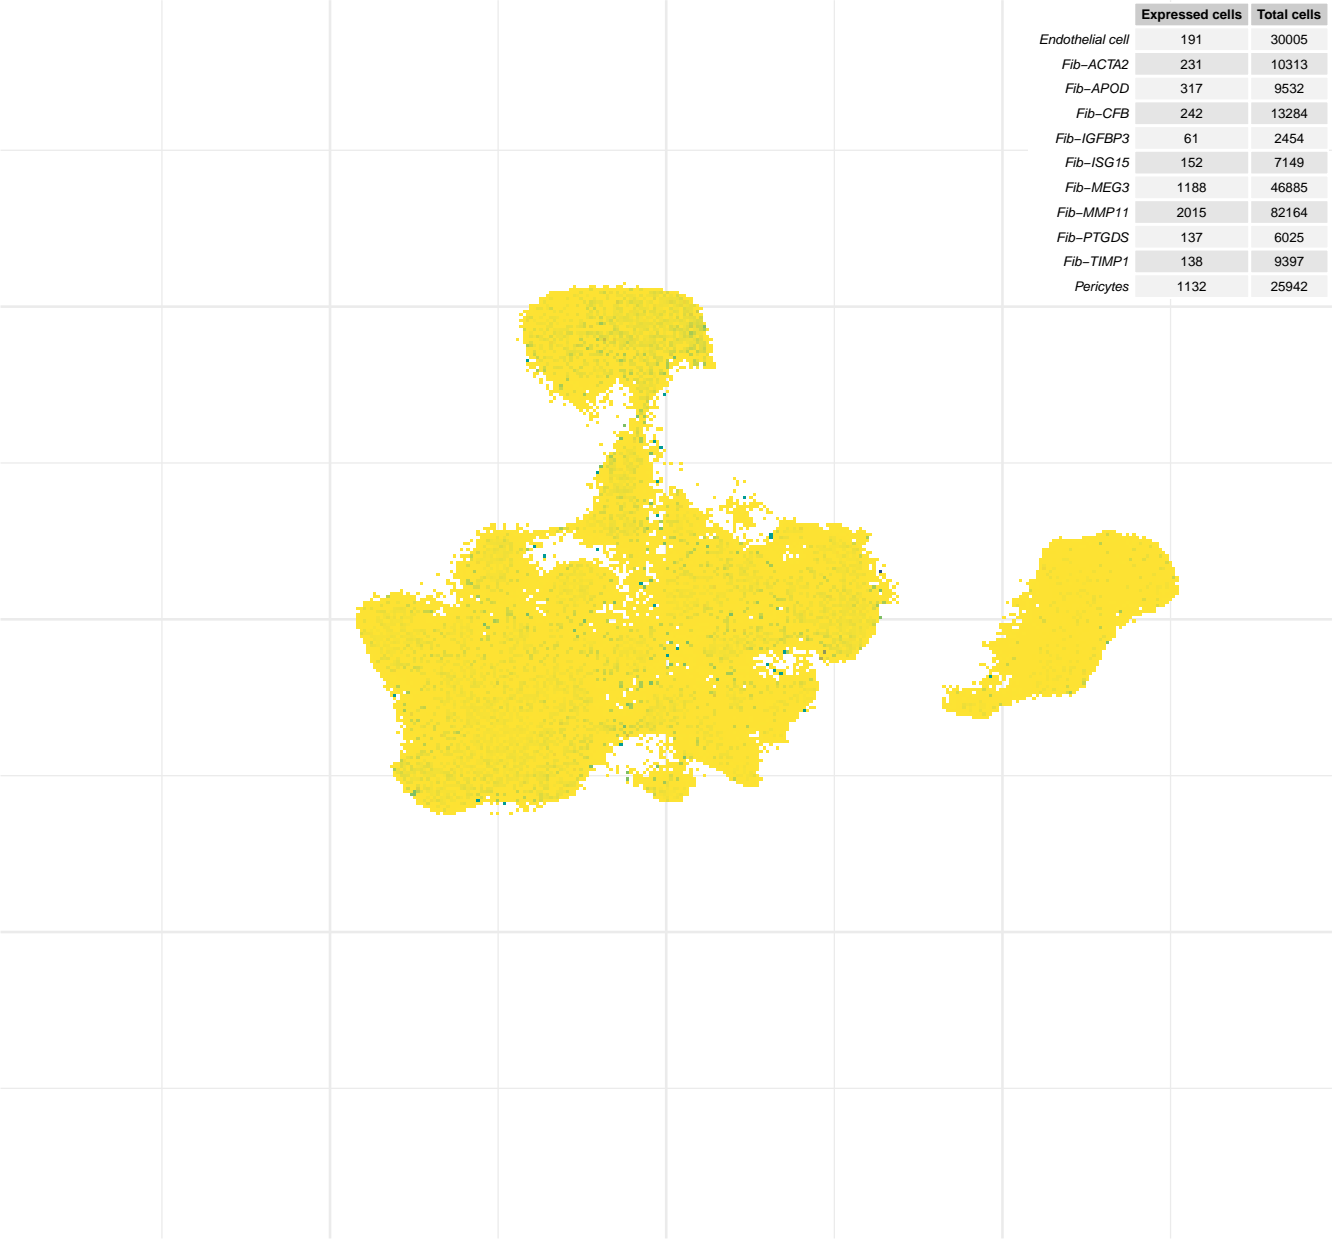 Expressed cells Total cells
Endothelial cell 191 30005
Fib−ACTA2 231 10313
Fib−APOD 317 9532
Fib−CFB 242 13284
Fib−IGFBP3 61 2454
Fib−ISG15 152 7149
Fib−MEG3 1188 46885
Fib−MMP11 2015 82164
Fib−PTGDS 137 6025
Fib−TIMP1 138 9397
Pericytes 1132 25942